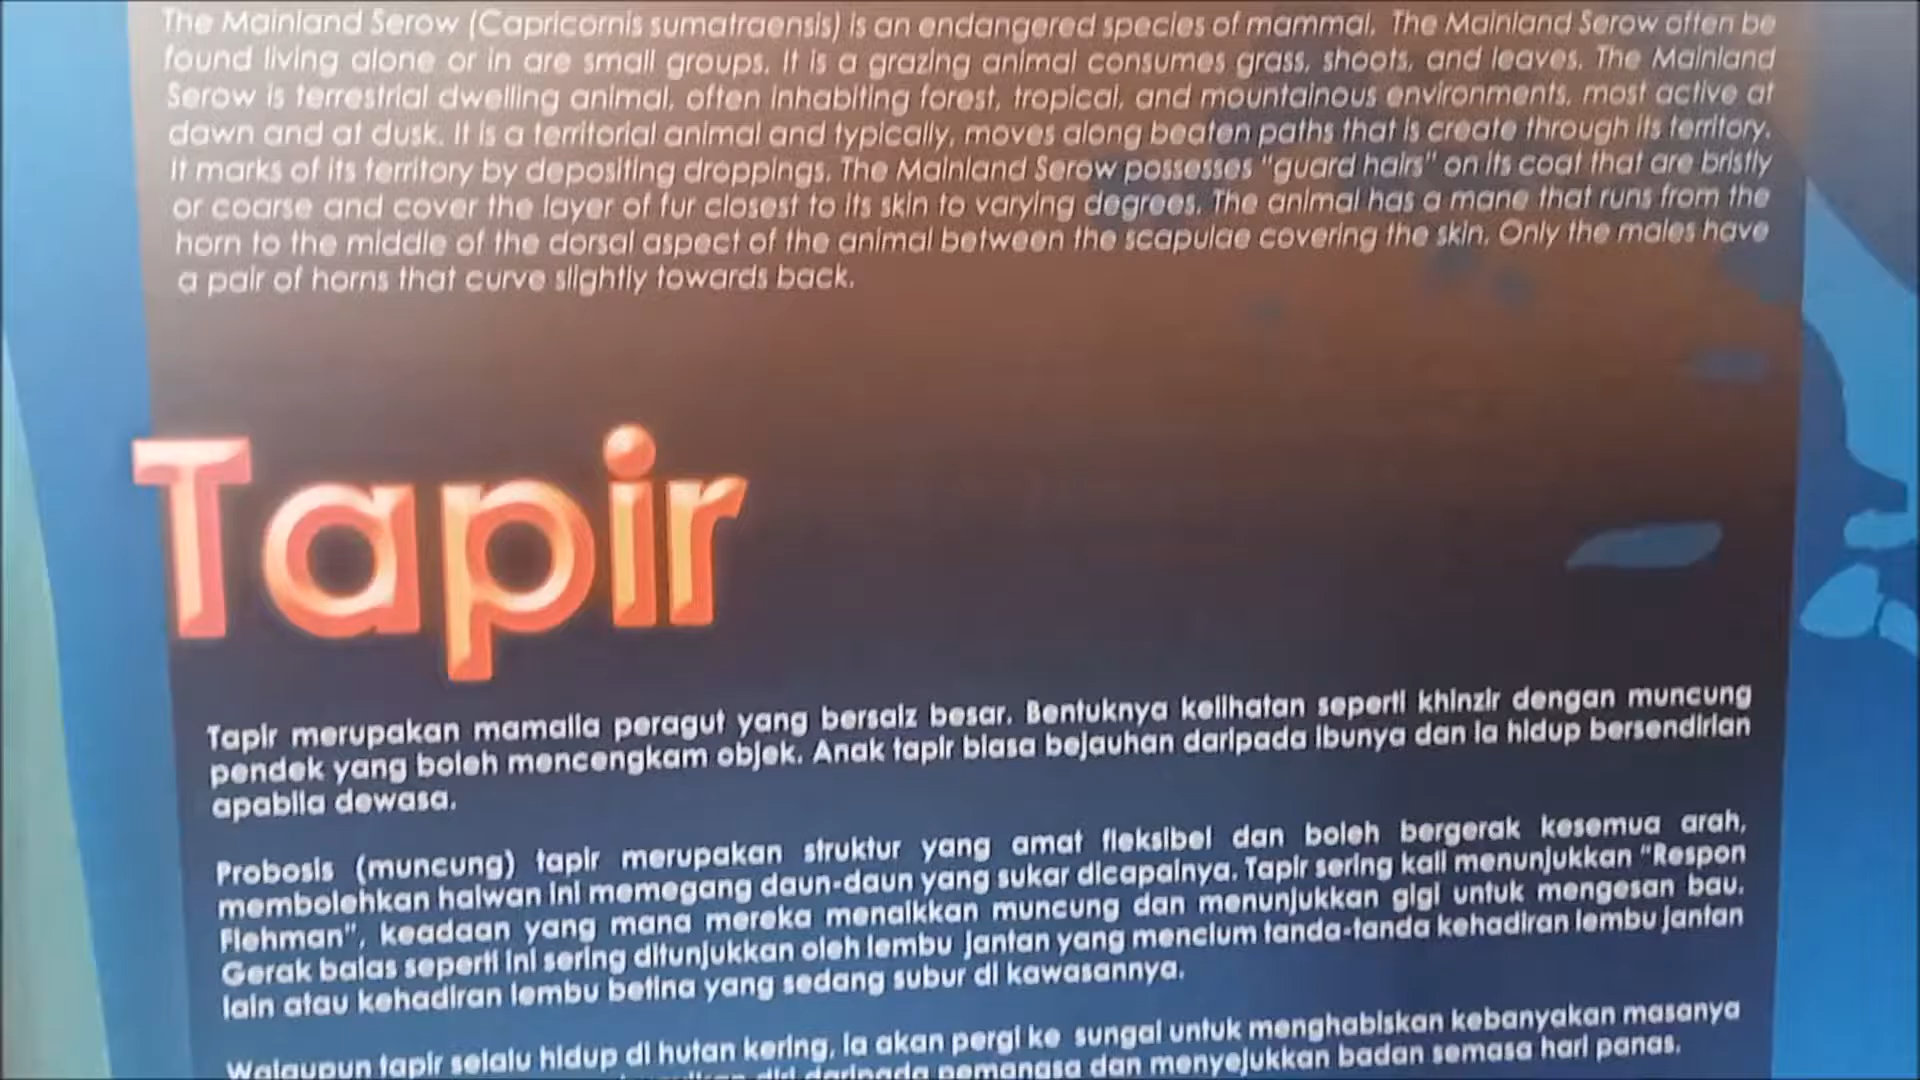 The Mainland Serow (Capricornis sumatraensis) is an endangered species of mammal. The Mainland Serow often be
found living alone or in are small groups. It is a grazing animal consumes grass, shoots, and leaves. The Mainland
Serow is terrestrial dwelling animal, often inhabiting forest, tropical, and mountainous environments, most active at
dawn and at dusk. It is a territorial animal and typically, moves along beaten paths that is create through its territory.
It marks of its territory by depositing droppings. The Mainland Serow possesses "guard hairs" on its coat that are bristly
or coarse and cover the layer of fur closest to its skin to varying degrees. The animal has a mane that runs from the
horn to the middle of the dorsal aspect of the animal between the scapulae covering the skin. Only the males have
a pair of horns that curve slightly towards back.
Tapir
Tapir merupakan mamalia peragut yang bersaiz besar. Bentuknya kelihatan seperti khinzir dengan muncung
pendek yang boleh mencengkam objek. Anak tapir biasa bejauhan daripada ibunya dan ia hidup bersendirian
apabila dewasa.
Probosis (muncung) tapir merupakan struktur yang amat fleksibel dan boleh bergerak kesemua arah,
membolehkan haiwan ini memegang daun-daun yang sukar dicapainya. Tapir sering kali menunjukkan "Respon
Flehman", keadaan yang mana mereka menaikkan muncung dan menunjukkan gigi untuk mengesan bau.
Gerak balas seperti ini sering ditunjukkan oleh lembu jantan yang mencium tanda-tanda kehadiran lembu jantan
lain atau kehadiran lembu betina yang sedang subur di kawasannya.
Walaupun tapir selalu hidup di hutan kering, ia akan pergi ke sungai untuk menghabiskan kebanyakan masanya
diri daripada pemangsa dan menyejukkan badan semasa hari panas.